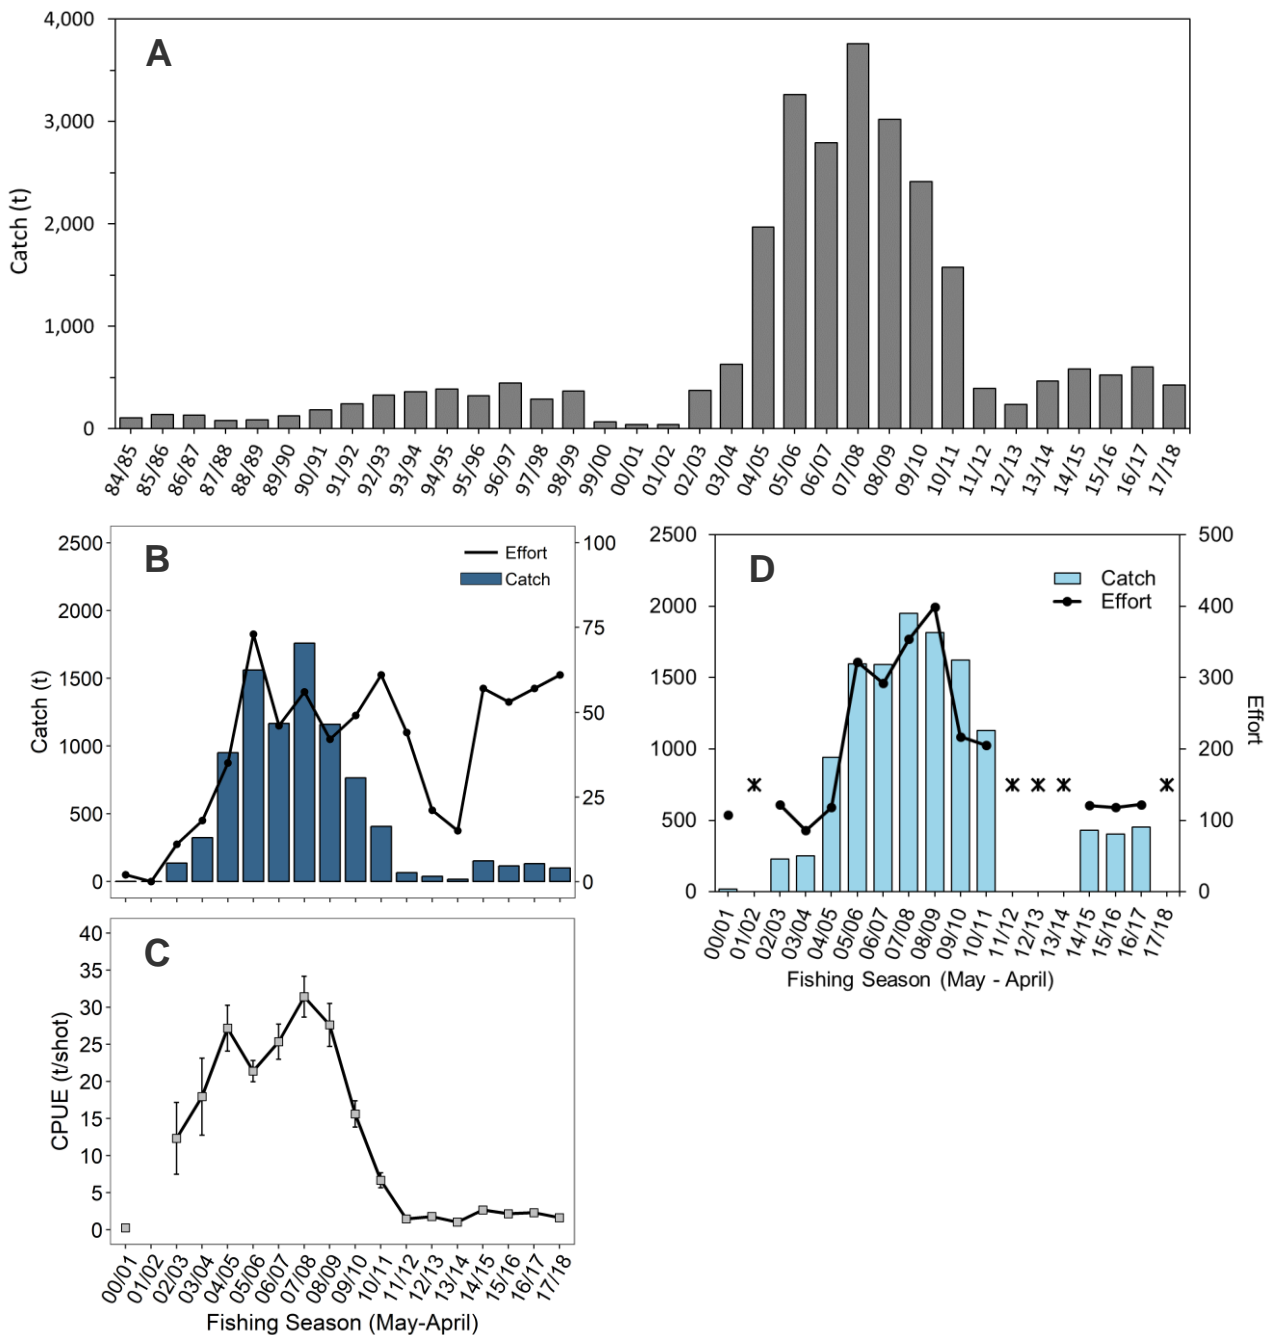 A
4,000
3,000
2,000
1,000
0
Catch (t)
84/85 85/86 86/87 87/88 88/89 89/90 90/91 91/92 92/93 93/94 94/95 95/96 96/97 97/98 98/99 99/00 00/01 01/02 02/03 03/04 04/05 05/06 06/07 07/08 08/09 09/10 10/11 11/12 12/13 13/14 14/15 15/16 16/17 17/18
B
Effort
Catch
2500
2000
1500
1000
500
0
Catch (t)
100
75
50
25
0
D
Catch
Effort
2500
2000
1500
1000
500
0
500
400
300
200
100
0
Effort
00/01 01/02 02/03 03/04 04/05 05/06 06/07 07/08 08/09 09/10 10/11 11/12 12/13 13/14 14/15 15/16 16/17 17/18
Fishing Season (May - April)
C
40
35
30
25
20
15
10
5
0
CPUE (t/shot)
00/01 01/02 02/03 03/04 04/05 05/06 06/07 07/08 08/09 09/10 10/11 11/12 12/13 13/14 14/15 15/16 16/17 17/18
Fishing Season (May-April)